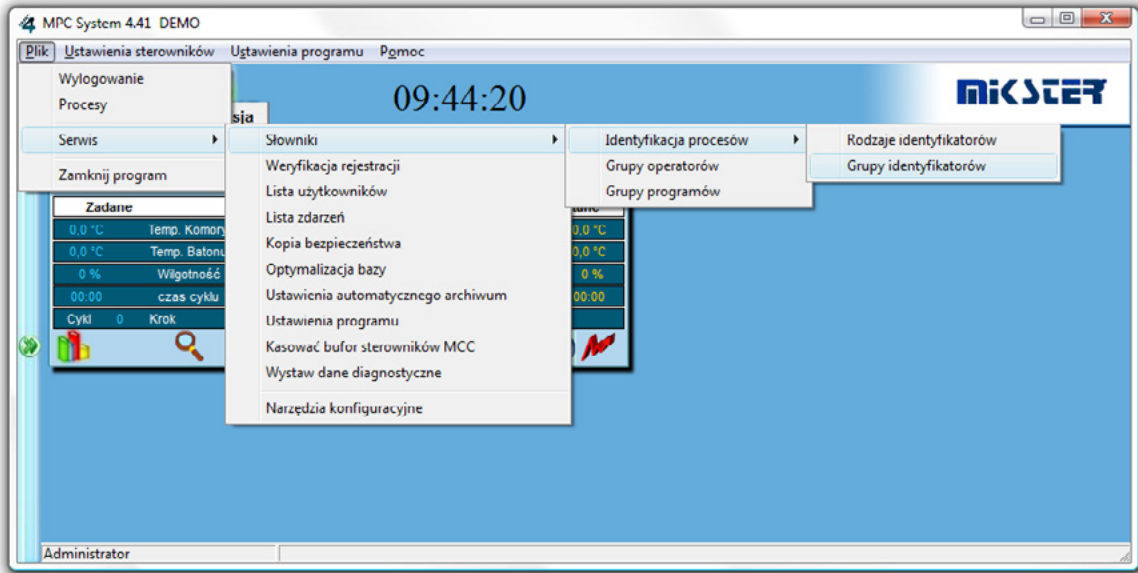 MPC System 4.41 DEMO
Plik Ustawienia sterowników Ustawienia programu Pomoc
Wylogowanie
Procesy
Serwis
Zamknij program
09:44:20
MIKSTER
sja
Słowniki
Weryfikacja rejestracji
Lista użytkowników
Lista zdarzeń
Kopia bezpieczeństwa
Optymalizacja bazy
Ustawienia automatycznego archiwum
Ustawienia programu
Kasować bufor sterowników MCC
Wystaw dane diagnostyczne
Narzędzia konfiguracyjne
Identyfikacja procesów
Grupy operatorów
Grupy programów
Rodzaje identyfikatorów
Grupy identyfikatorów
Zadane
0,0 °C Temp. Komory 0,0 °C
0,0 °C Temp. Batonu 0,0 °C
0 % Wilgotność 0 %
00:00 czas cyklu 00:00
Cykl 0 Krok
Administrator